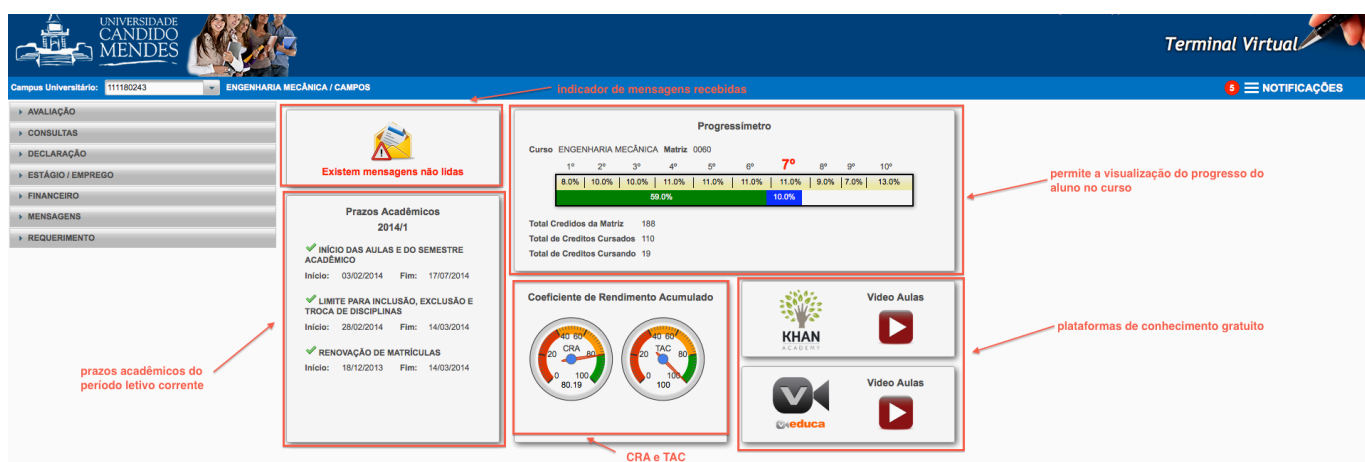 UNIVERSIDADE
CANDIDO
MENDES
Terminal Virtual
Campus Universitário: 111180243 ENGENHARIA MECÂNICA / CAMPOS
5 NOTIFICAÇÕES
indicador de mensagens recebidas
AVALIAÇÃO
CONSULTAS
DECLARAÇÃO
ESTÁGIO / EMPREGO
FINANCEIRO
MENSAGENS
REQUERIMENTO
Existem mensagens não lidas
Prazos Acadêmicos
2014/1
INÍCIO DAS AULAS E DO SEMESTRE
ACADÊMICO
Início: 03/02/2014 Fim: 17/07/2014
LIMITE PARA INCLUSÃO, EXCLUSÃO E
TROCA DE DISCIPLINAS
Início: 28/02/2014 Fim: 14/03/2014
RENOVAÇÃO DE MATRÍCULAS
Início: 18/12/2013 Fim: 14/03/2014
prazos acadêmicos do
período letivo corrente
Progressímetro
Curso ENGENHARIA MECÂNICA Matriz 0060
1º 2º 3º 4º 5º 6º 7º 8º 9º 10º
8.0% 10.0% 10.0% 11.0% 11.0% 11.0% 11.0% 9.0% 7.0% 13.0%
59.0% 10.0%
Total Credidos da Matriz 188
Total de Creditos Cursados 110
Total de Creditos Cursando 19
permite a visualização do progresso do
aluno no curso
Coeficiente de Rendimento Acumulado
40 60
20 CRA 80
0 100
80.19
40 60
20 TAC 80
0 100
100
CRA e TAC
KHAN
ACADEMY
Video Aulas
V
educa
Video Aulas
plataformas de conhecimento gratuito